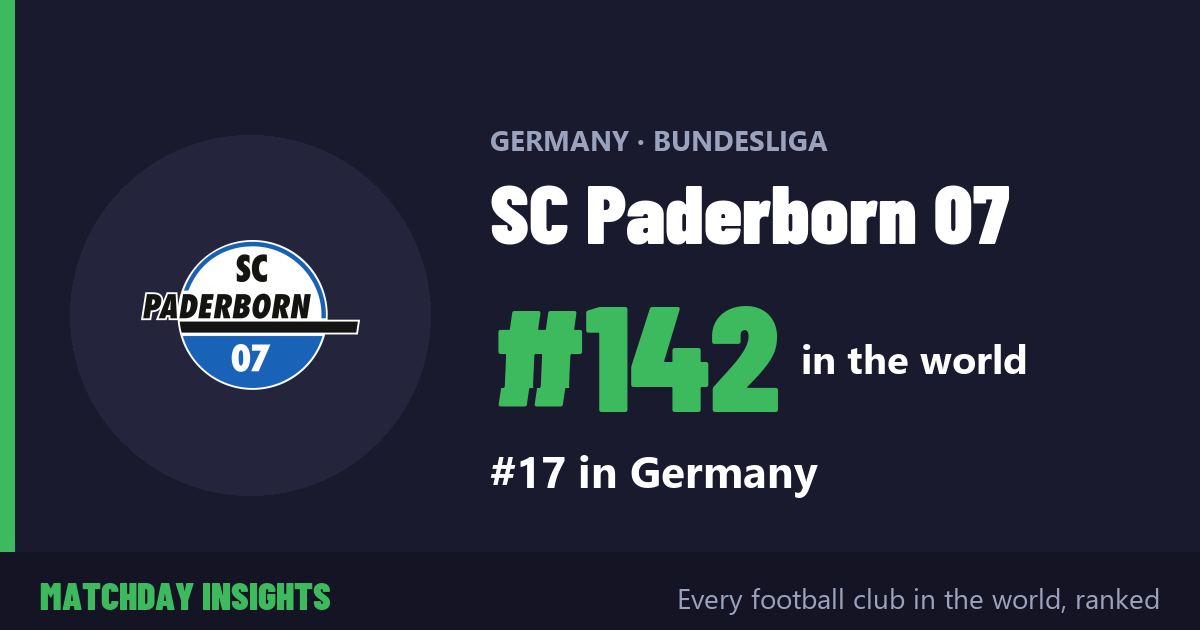 GERMANY · BUNDESLIGA
SC Paderborn 07
SC
PADERBORN
07
#142 in the world
#17 in Germany
MATCHDAY INSIGHTS
Every football club in the world, ranked